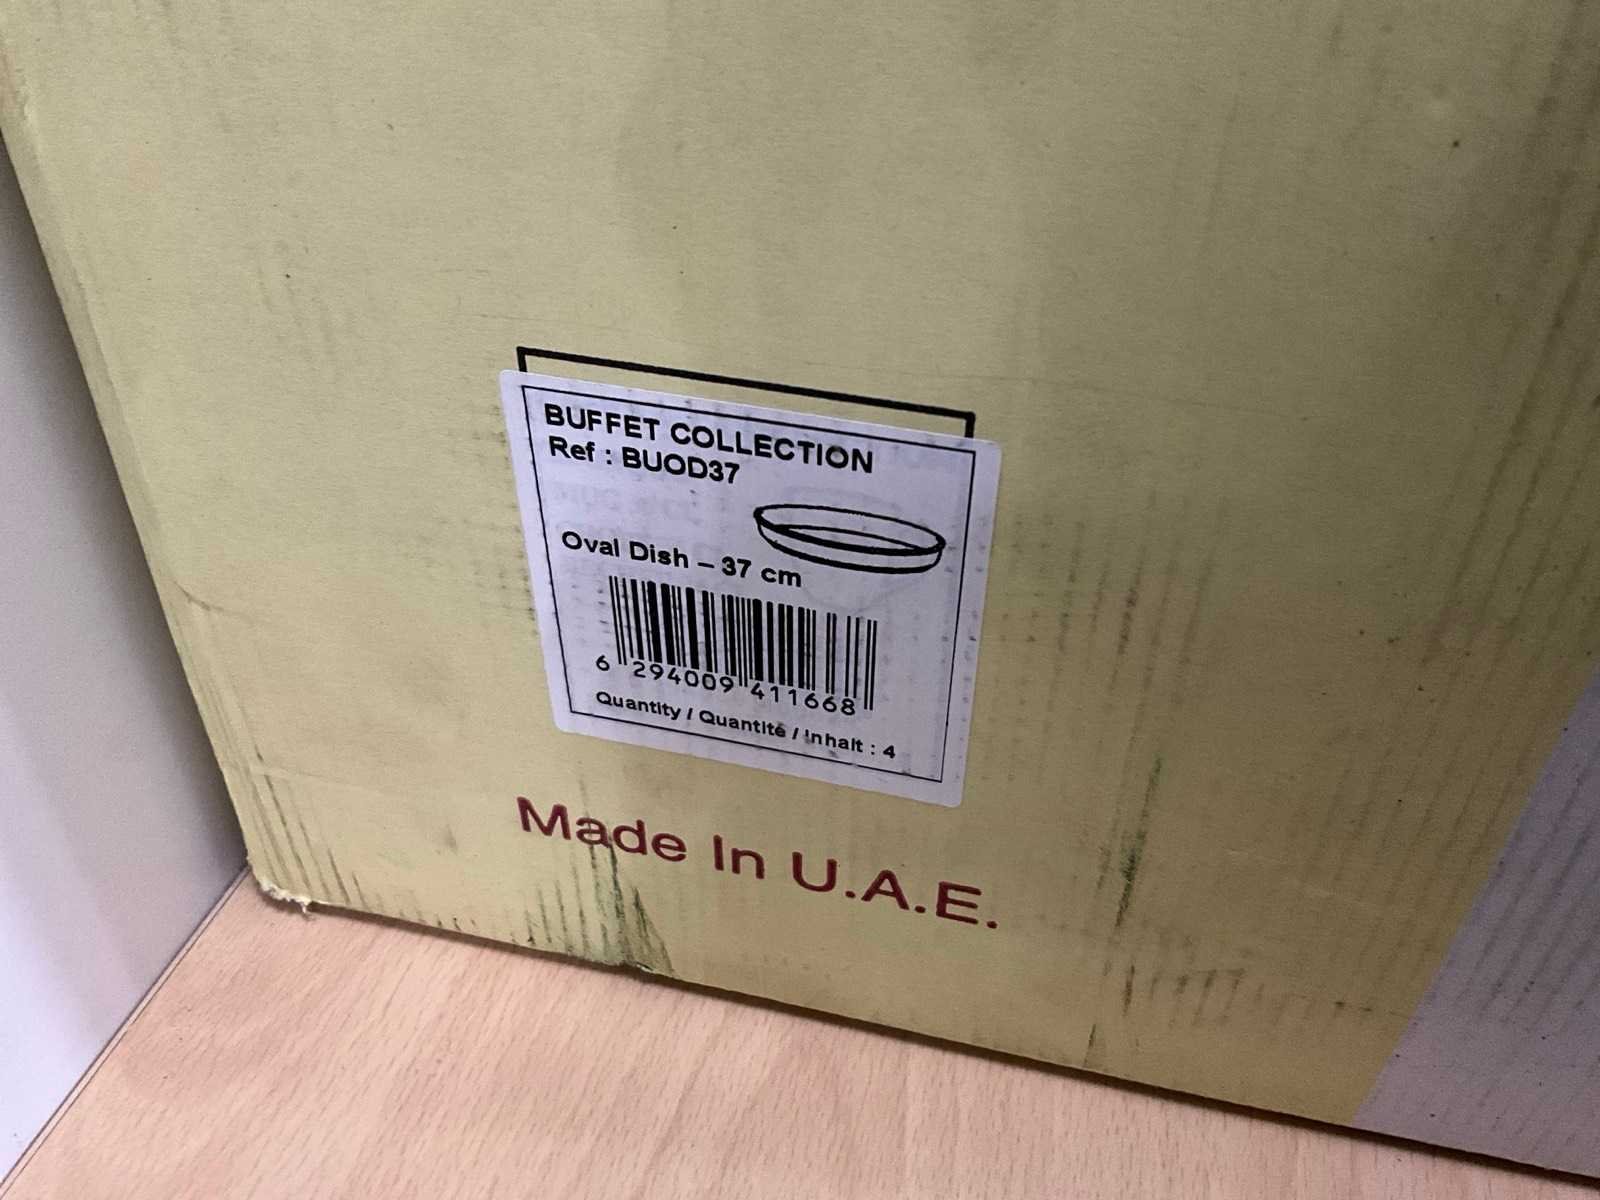 BUFFET COLLECTION
Ref : BUOD37
Oval Dish – 37 cm
6 294009 411668
Quantity / Quantité / Inhalt : 4
Made In U.A.E.